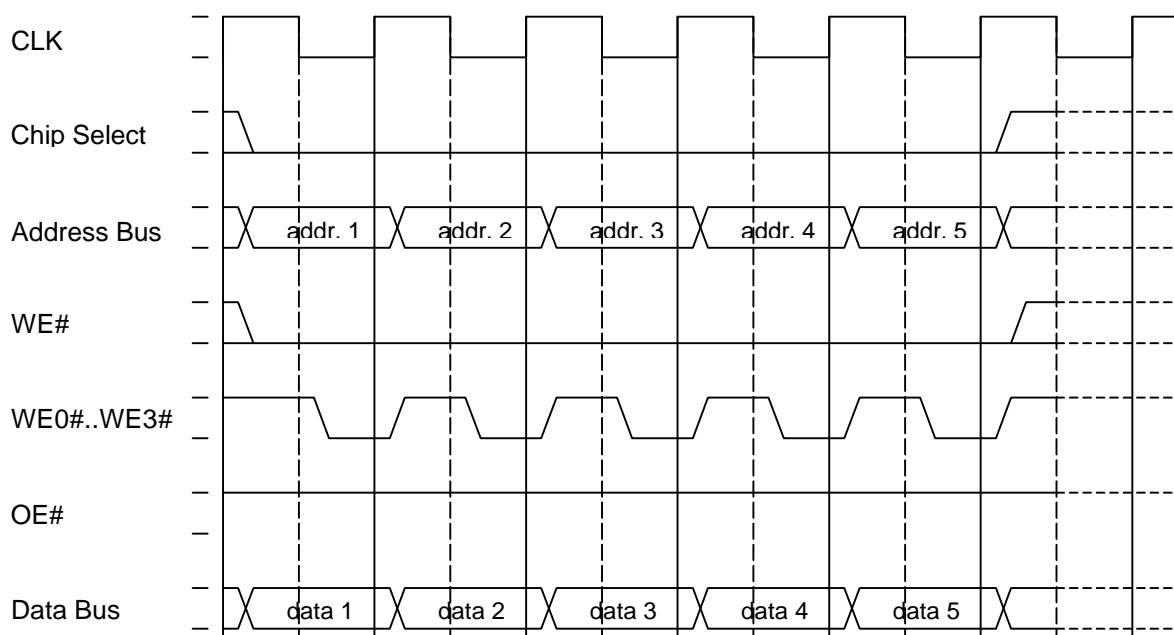 CLK
Chip Select
Address Bus
addr. 1 addr. 2 addr. 3 addr. 4 addr. 5
WE#
WE0#..WE3#
OE#
Data Bus
data 1 data 2 data 3 data 4 data 5